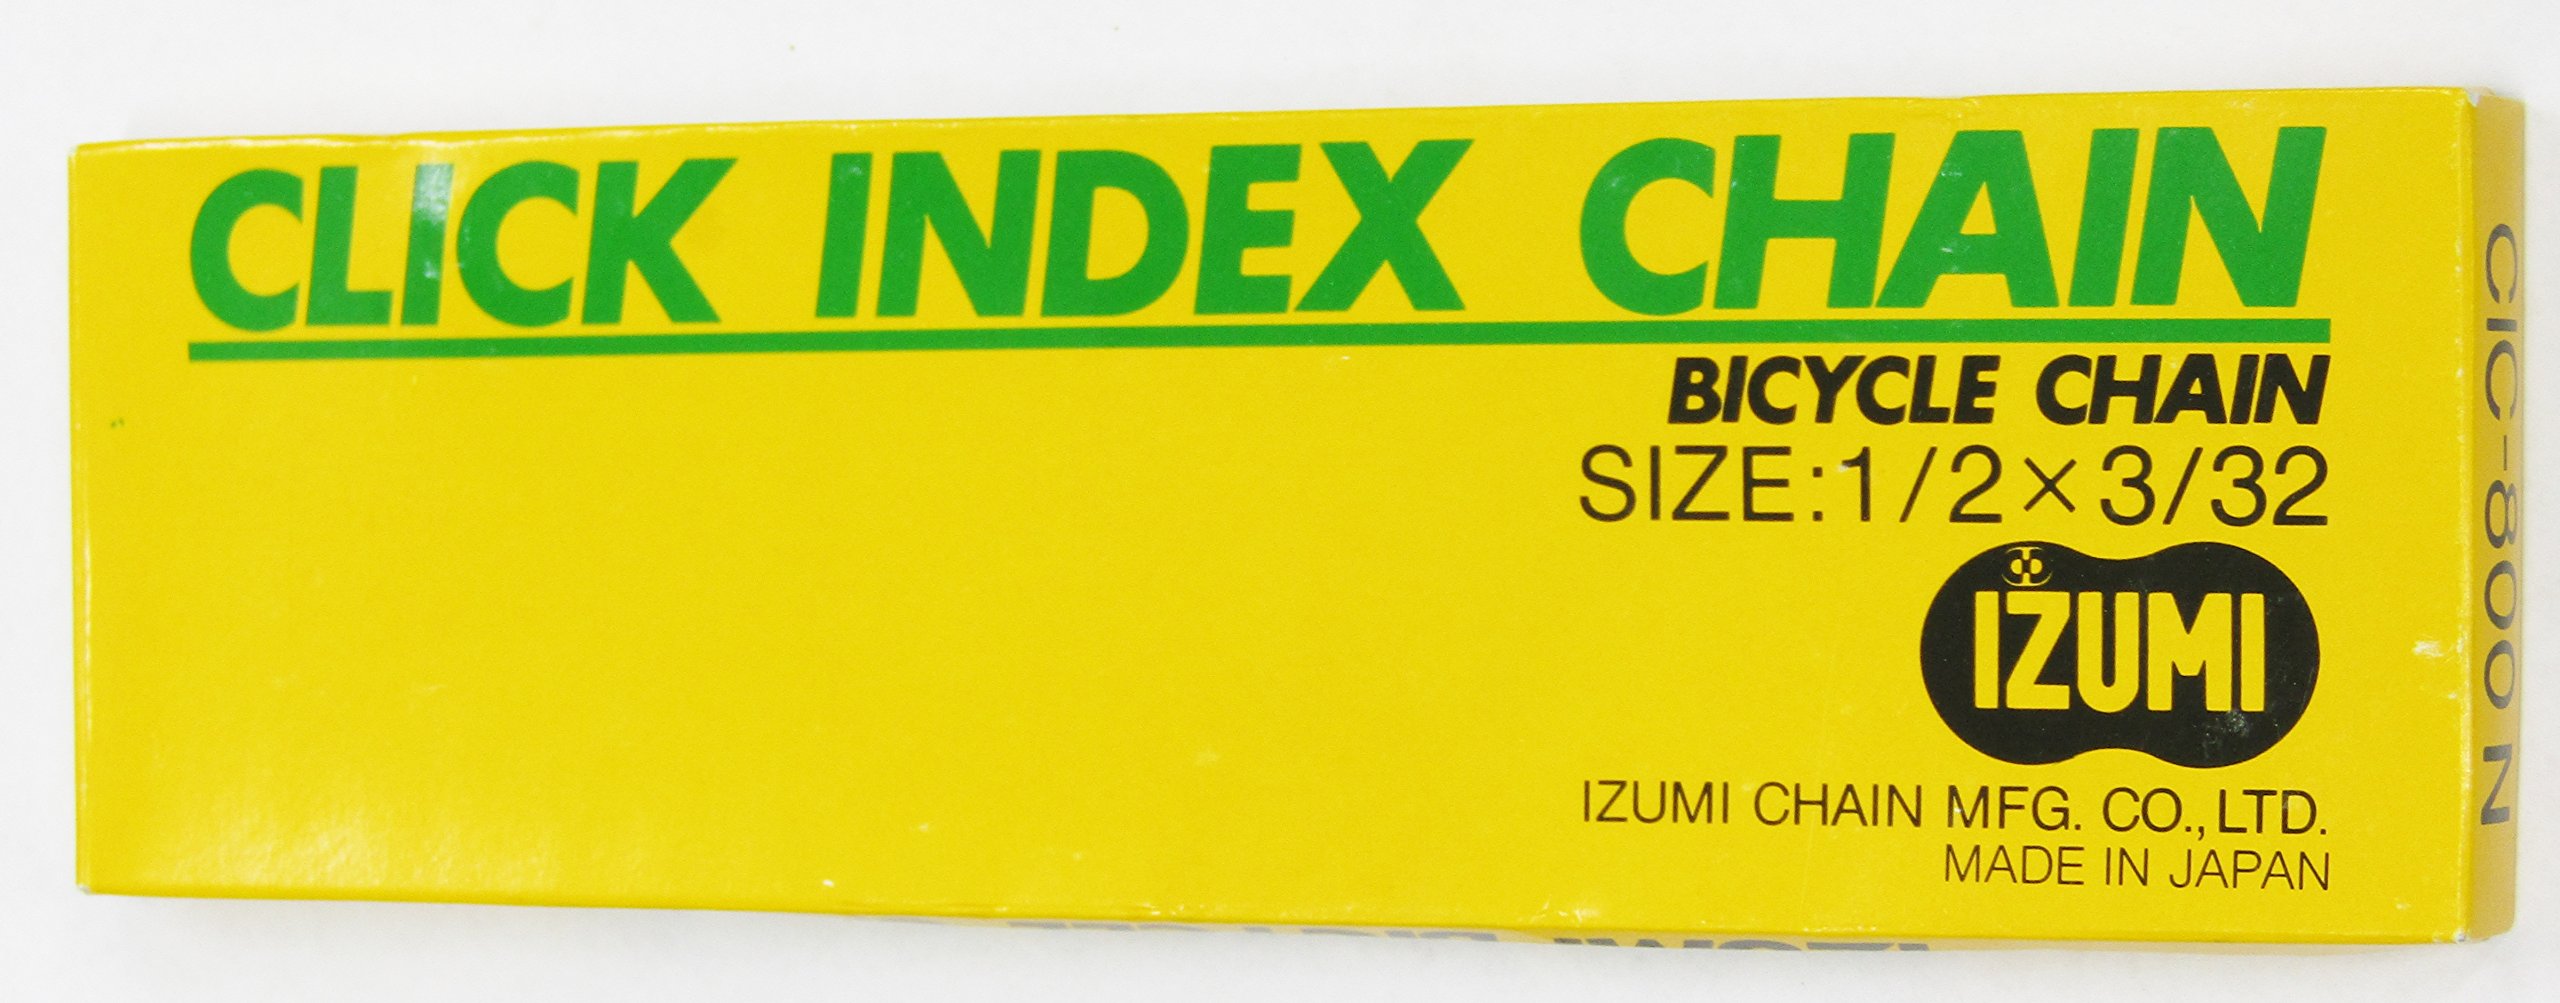 CLICK INDEX CHAIN
BICYCLE CHAIN
SIZE:1/2×3/32
IZUMI
IZUMI CHAIN MFG. CO., LTD.
MADE IN JAPAN
CIC-800 N